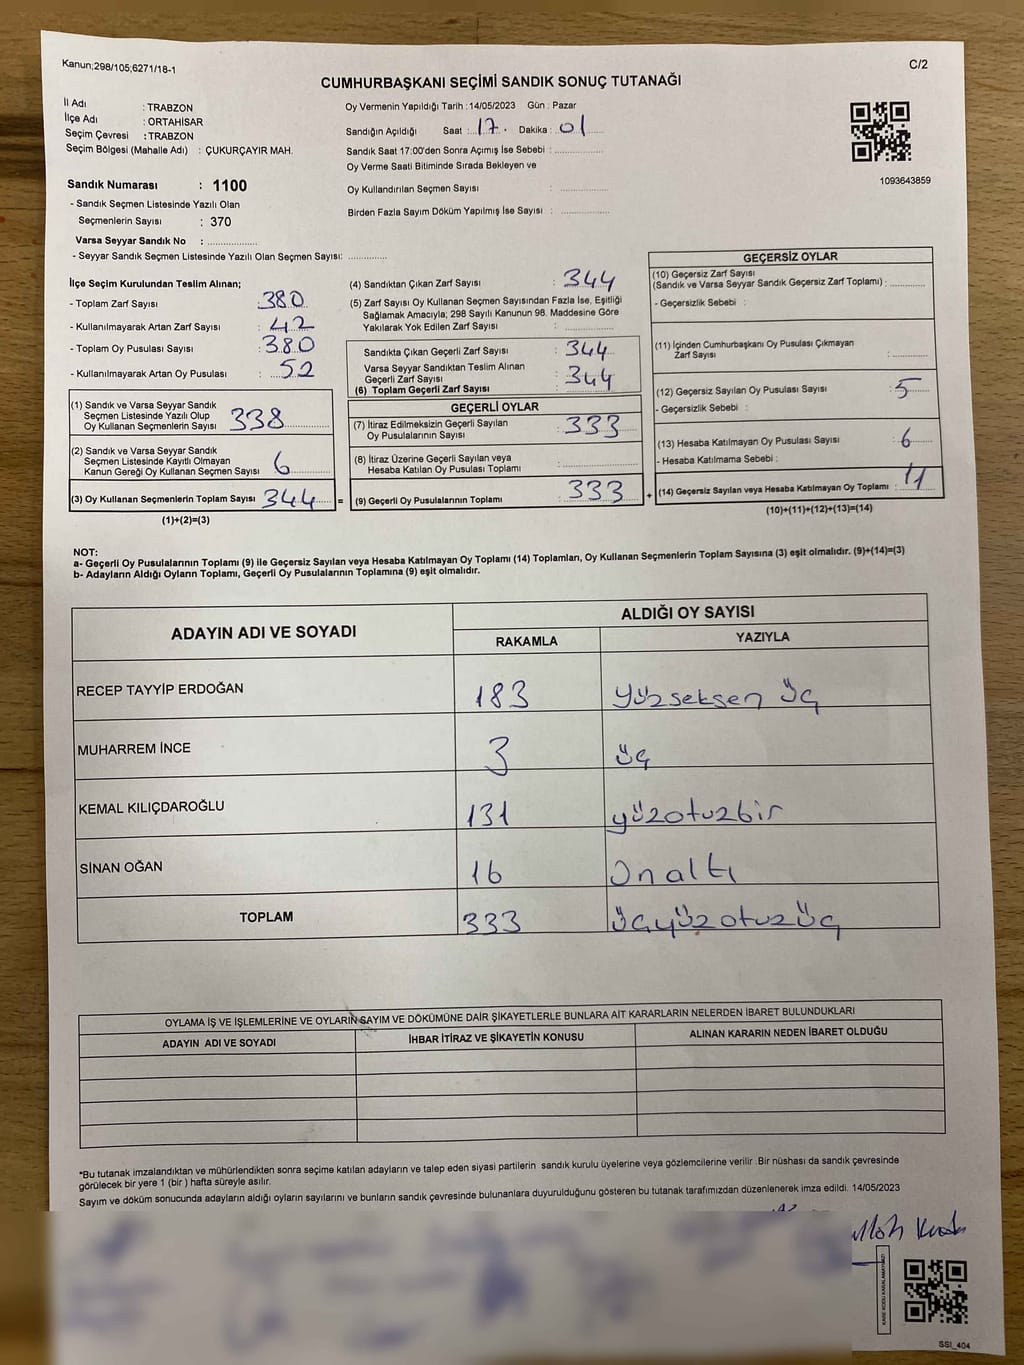 Kanun;298/105;6271/18-1
C/2
CUMHURBAŞKANI SEÇİMİ SANDIK SONUÇ TUTANAĞI
İl Adı : TRABZON
İlçe Adı : ORTAHİSAR
Seçim Çevresi : TRABZON
Seçim Bölgesi (Mahalle Adı) : ÇUKURÇAYIR MAH.
Oy Vermenin Yapıldığı Tarih : 14/05/2023 Gün : Pazar
Sandığın Açıldığı Saat : 17. Dakika : 01
Sandık Saat 17:00'den Sonra Açımış İse Sebebi :
Oy Verme Saati Bitiminde Sırada Bekleyen ve
Oy Kullandırılan Seçmen Sayısı :
Birden Fazla Sayım Döküm Yapılmış İse Sayısı :
1093643859
Sandık Numarası : 1100
- Sandık Seçmen Listesinde Yazılı Olan
Seçmenlerin Sayısı : 370
Varsa Seyyar Sandık No :
- Seyyar Sandık Seçmen Listesinde Yazılı Olan Seçmen Sayısı:
İlçe Seçim Kurulundan Teslim Alınan;
- Toplam Zarf Sayısı : 380
- Kullanılmayarak Artan Zarf Sayısı : 42
- Toplam Oy Pusulası Sayısı : 380
- Kullanılmayarak Artan Oy Pusulası : 52
(1) Sandık ve Varsa Seyyar Sandık
Seçmen Listesinde Yazılı Olup
Oy Kullanan Seçmenlerin Sayısı 338
(2) Sandık ve Varsa Seyyar Sandık
Seçmen Listesinde Kayıtlı Olmayan
Kanun Gereği Oy Kullanan Seçmen Sayısı 6
(3) Oy Kullanan Seçmenlerin Toplam Sayısı 344 =
(1)+(2)=(3)
(4) Sandıktan Çıkan Zarf Sayısı : 344
(5) Zarf Sayısı Oy Kullanan Seçmen Sayısından Fazla İse, Eşitliği
Sağlamak Amacıyla; 298 Sayılı Kanunun 98. Maddesine Göre
Yakılarak Yok Edilen Zarf Sayısı :
Sandıkta Çıkan Geçerli Zarf Sayısı : 344
Varsa Seyyar Sandıktan Teslim Alınan
Geçerli Zarf Sayısı :
(6) Toplam Geçerli Zarf Sayısı 344
GEÇERLİ OYLAR
(7) İtiraz Edilmeksizin Geçerli Sayılan
Oy Pusulalarının Sayısı : 333
(8) İtiraz Üzerine Geçerli Sayılan veya
Hesaba Katılan Oy Pusulası Toplamı :
(9) Geçerli Oy Pusulalarının Toplamı : 333 +
GEÇERSİZ OYLAR
(10) Geçersiz Zarf Sayısı
(Sandık ve Varsa Seyyar Sandık Geçersiz Zarf Toplamı) :
- Geçersizlik Sebebi :
(11) İçinden Cumhurbaşkanı Oy Pusulası Çıkmayan
Zarf Sayısı :
(12) Geçersiz Sayılan Oy Pusulası Sayısı : 5
- Geçersizlik Sebebi :
(13) Hesaba Katılmayan Oy Pusulası Sayısı : 6
- Hesaba Katılmama Sebebi :
(14) Geçersiz Sayılan veya Hesaba Katılmayan Oy Toplamı : 11
(10)+(11)+(12)+(13)=(14)
NOT:
a- Geçerli Oy Pusulalarının Toplamı (9) ile Geçersiz Sayılan veya Hesaba Katılmayan Oy Toplamı (14) Toplamları, Oy Kullanan Seçmenlerin Toplam Sayısına (3) eşit olmalıdır. (9)+(14)=(3)
b- Adayların Aldığı Oyların Toplamı, Geçerli Oy Pusulalarının Toplamına (9) eşit olmalıdır.
ADAYIN ADI VE SOYADI
ALDIĞI OY SAYISI
RAKAMLA YAZIYLA
RECEP TAYYİP ERDOĞAN 183 yüzseksen üç
MUHARREM İNCE 3 üç
KEMAL KILIÇDAROĞLU 131 yüzotuzbir
SİNAN OĞAN 16 onaltı
TOPLAM 333 üçyüzotuzüç
OYLAMA İŞ VE İŞLEMLERİNE VE OYLARIN SAYIM VE DÖKÜMÜNE DAİR ŞİKAYETLERLE BUNLARA AİT KARARLARIN NELERDEN İBARET BULUNDUKLARI
ADAYIN ADI VE SOYADI İHBAR İTİRAZ VE ŞİKAYETİN KONUSU ALINAN KARARIN NEDEN İBARET OLDUĞU
*Bu tutanak imzalandıktan ve mühürlendikten sonra seçime katılan adayların ve talep eden siyasi partilerin sandık kurulu üyelerine veya gözlemcilerine verilir. Bir nüshası da sandık çevresinde
görülecek bir yere 1 (bir ) hafta süreyle asılır.
Sayım ve döküm sonucunda adayların aldığı oyların sayılarını ve bunların sandık çevresinde bulunanlara duyurulduğunu gösteren bu tutanak tarafımızdan düzenlenerek imza edildi. 14/05/2023
KARE KODU KARALAMAYINIZ!
SSI_404